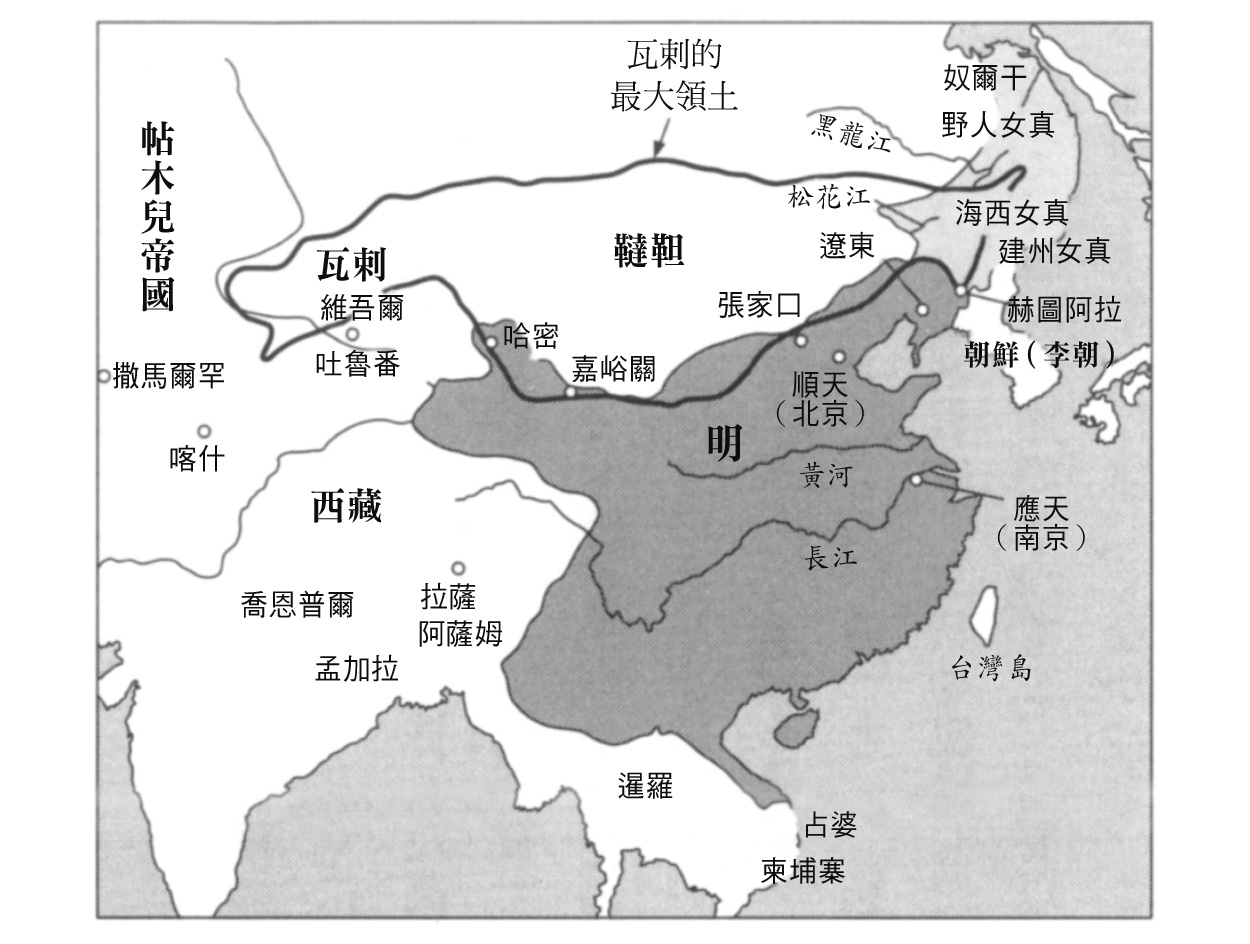 瓦剌的
最大領土
奴爾干
野人女真
黑龍江
帖木兒帝國
松花江
海西女真
遼東
建州女真
韃靼
瓦剌
維吾爾
張家口
赫圖阿拉
哈密
吐魯番
嘉峪關
朝鮮(李朝)
撒馬爾罕
順天
(北京)
明
喀什
黃河
西藏
應天
(南京)
長江
拉薩
喬恩普爾
阿薩姆
孟加拉
台灣島
暹羅
占婆
柬埔寨